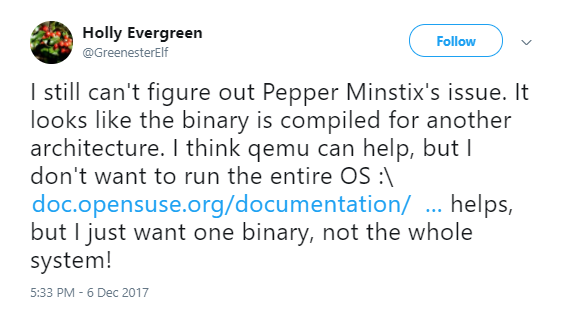 Holly Evergreen
@GreenesterElf
Follow
I still can't figure out Pepper Minstix's issue. It
looks like the binary is compiled for another
architecture. I think qemu can help, but I
don't want to run the entire OS :\
doc.opensuse.org/documentation/ ... helps,
but I just want one binary, not the whole
system!
5:33 PM - 6 Dec 2017